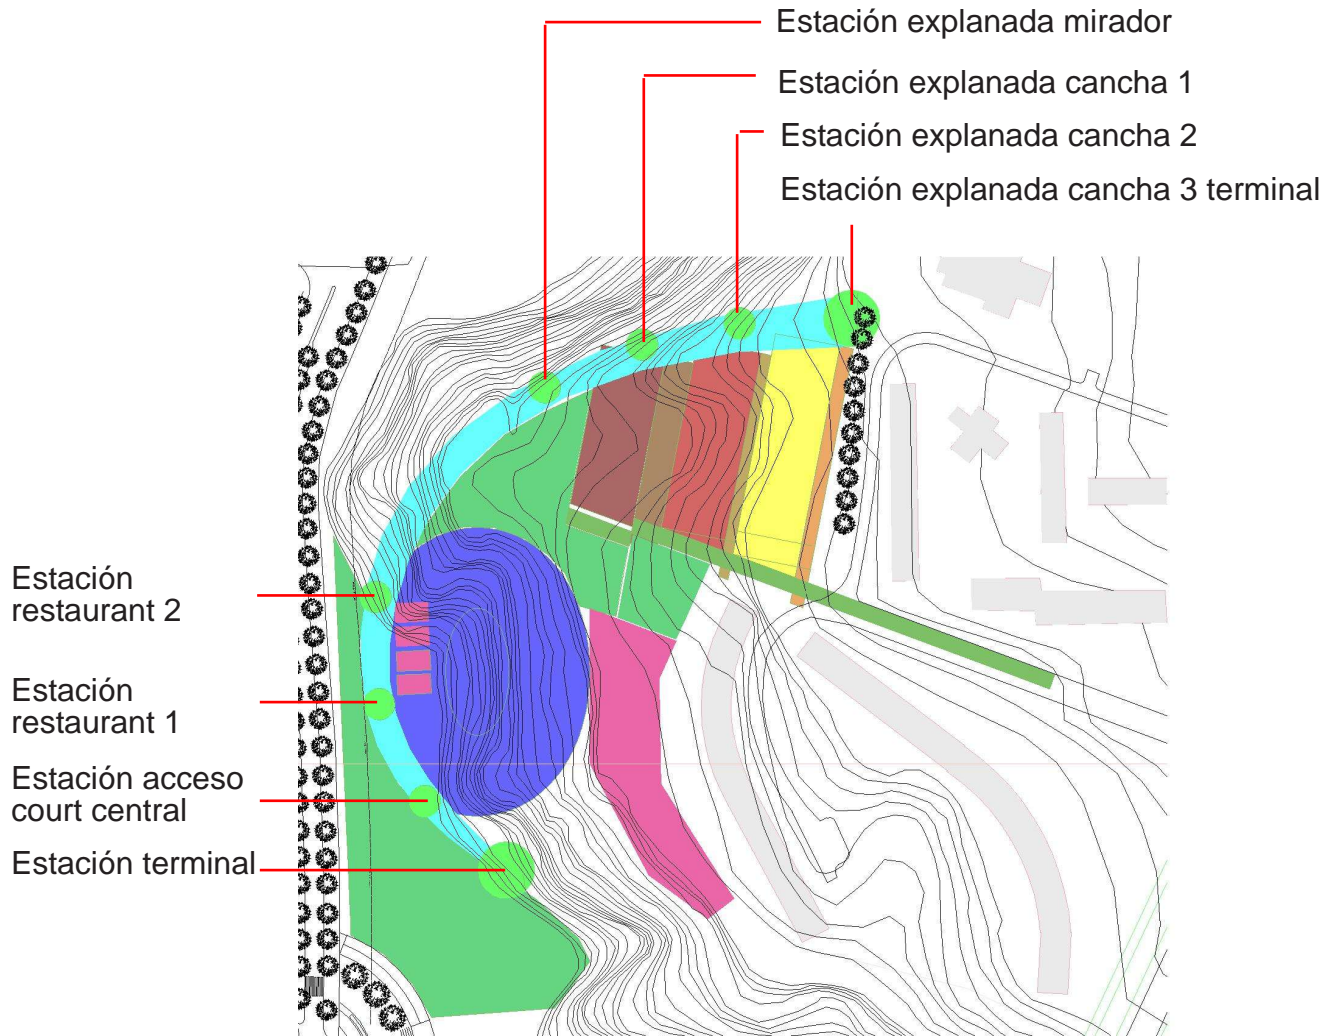 Estación explanada mirador
Estación explanada cancha 1
Estación explanada cancha 2
Estación explanada cancha 3 terminal
Estación
restaurant 2
Estación
restaurant 1
Estación acceso
court central
Estación terminal